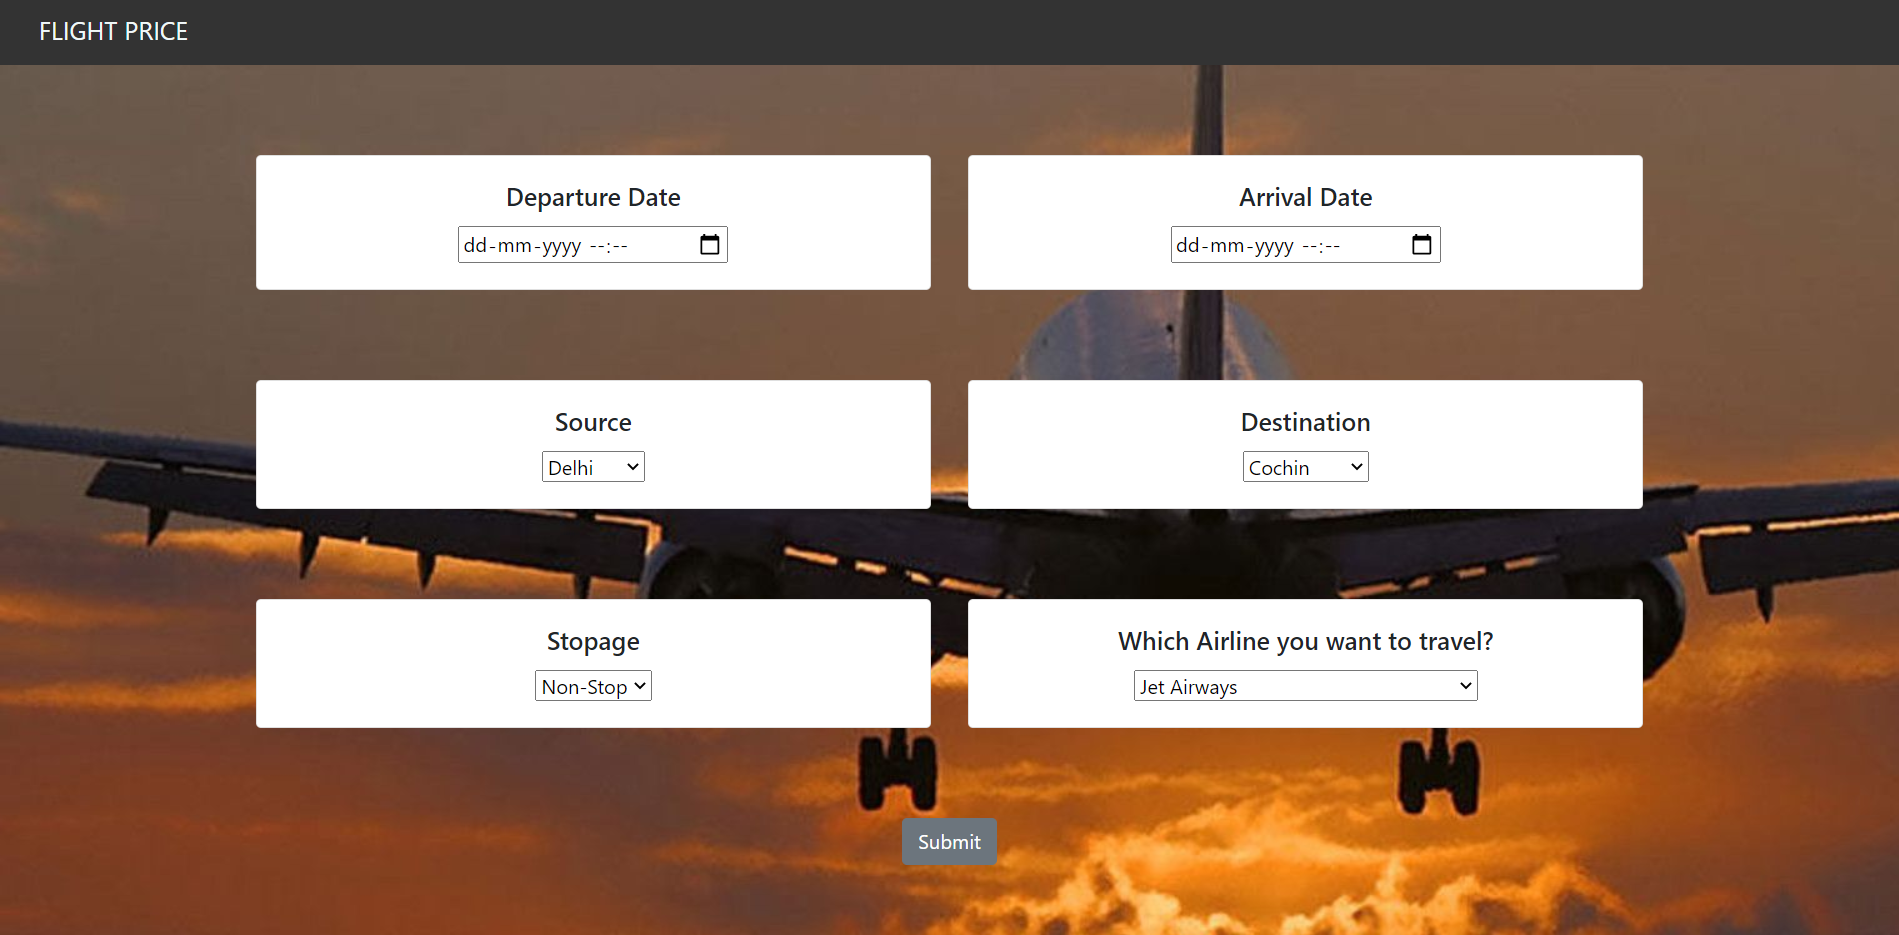 FLIGHT PRICE
Departure Date
dd-mm-yyyy --:--
Arrival Date
dd-mm-yyyy --:--
Source
Delhi
Destination
Cochin
Stopage
Non-Stop
Which Airline you want to travel?
Jet Airways
Submit